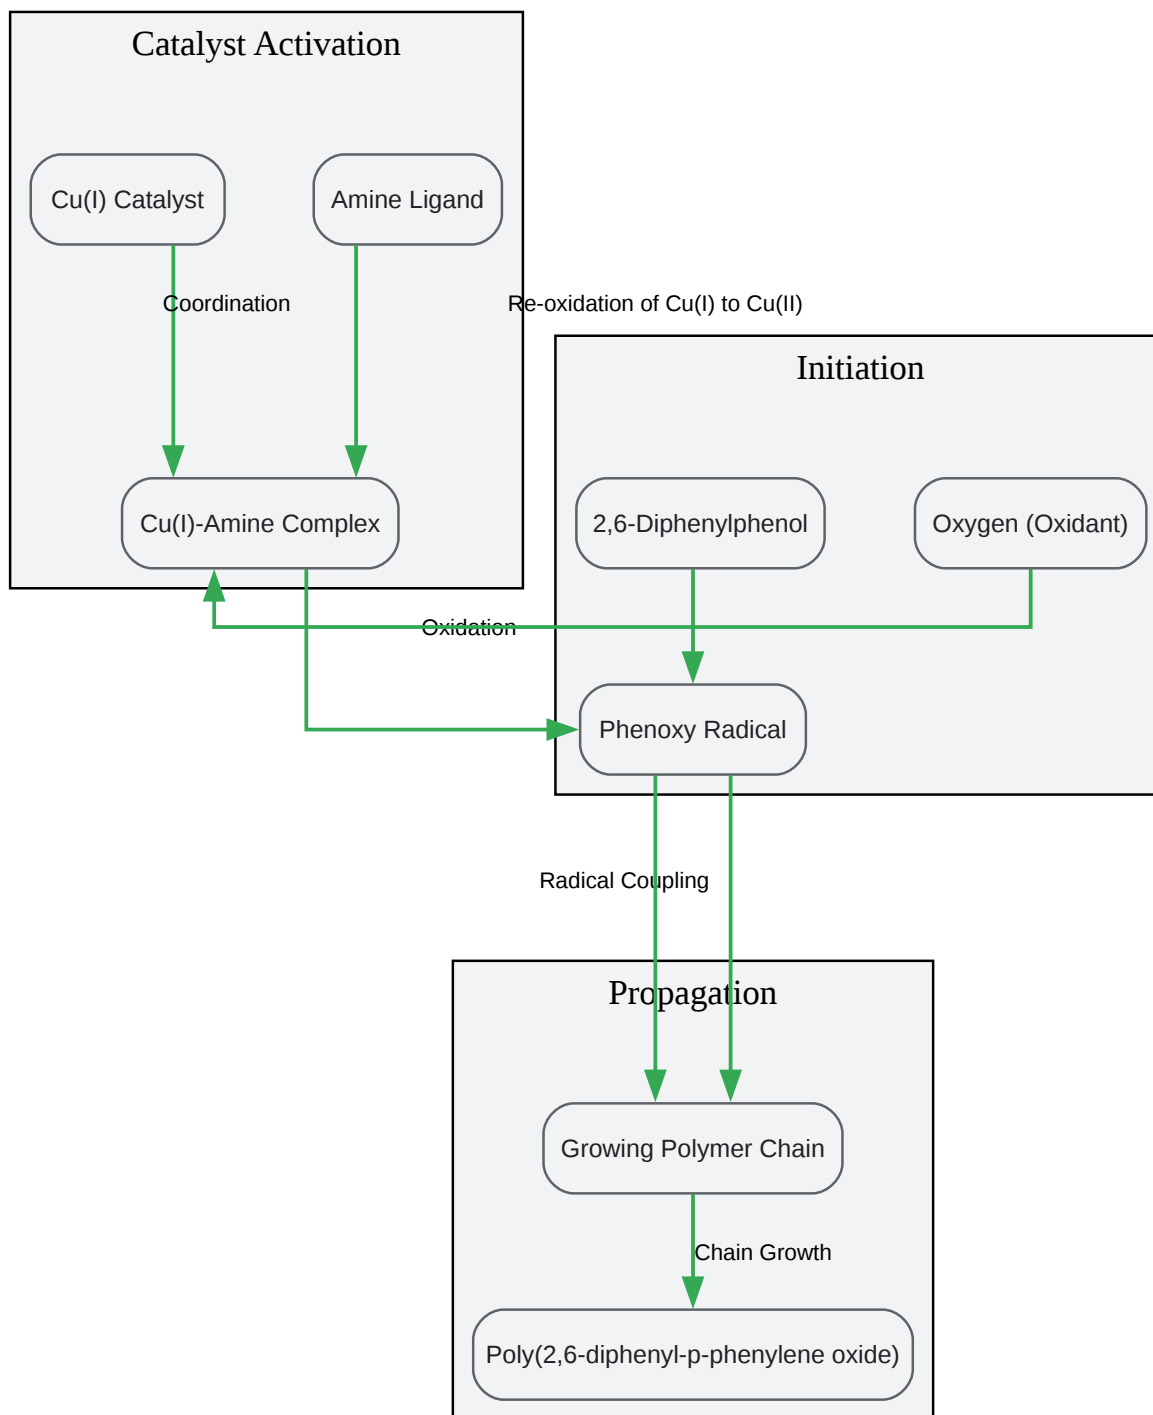 Catalyst Activation
Cu(I) Catalyst
Amine Ligand
Coordination
Re-oxidation of Cu(I) to Cu(II)
Initiation
Cu(I)-Amine Complex
2,6-Diphenylphenol
Oxygen (Oxidant)
Oxidation
Phenoxy Radical
Radical Coupling
Propagation
Growing Polymer Chain
Chain Growth
Poly(2,6-diphenyl-p-phenylene oxide)